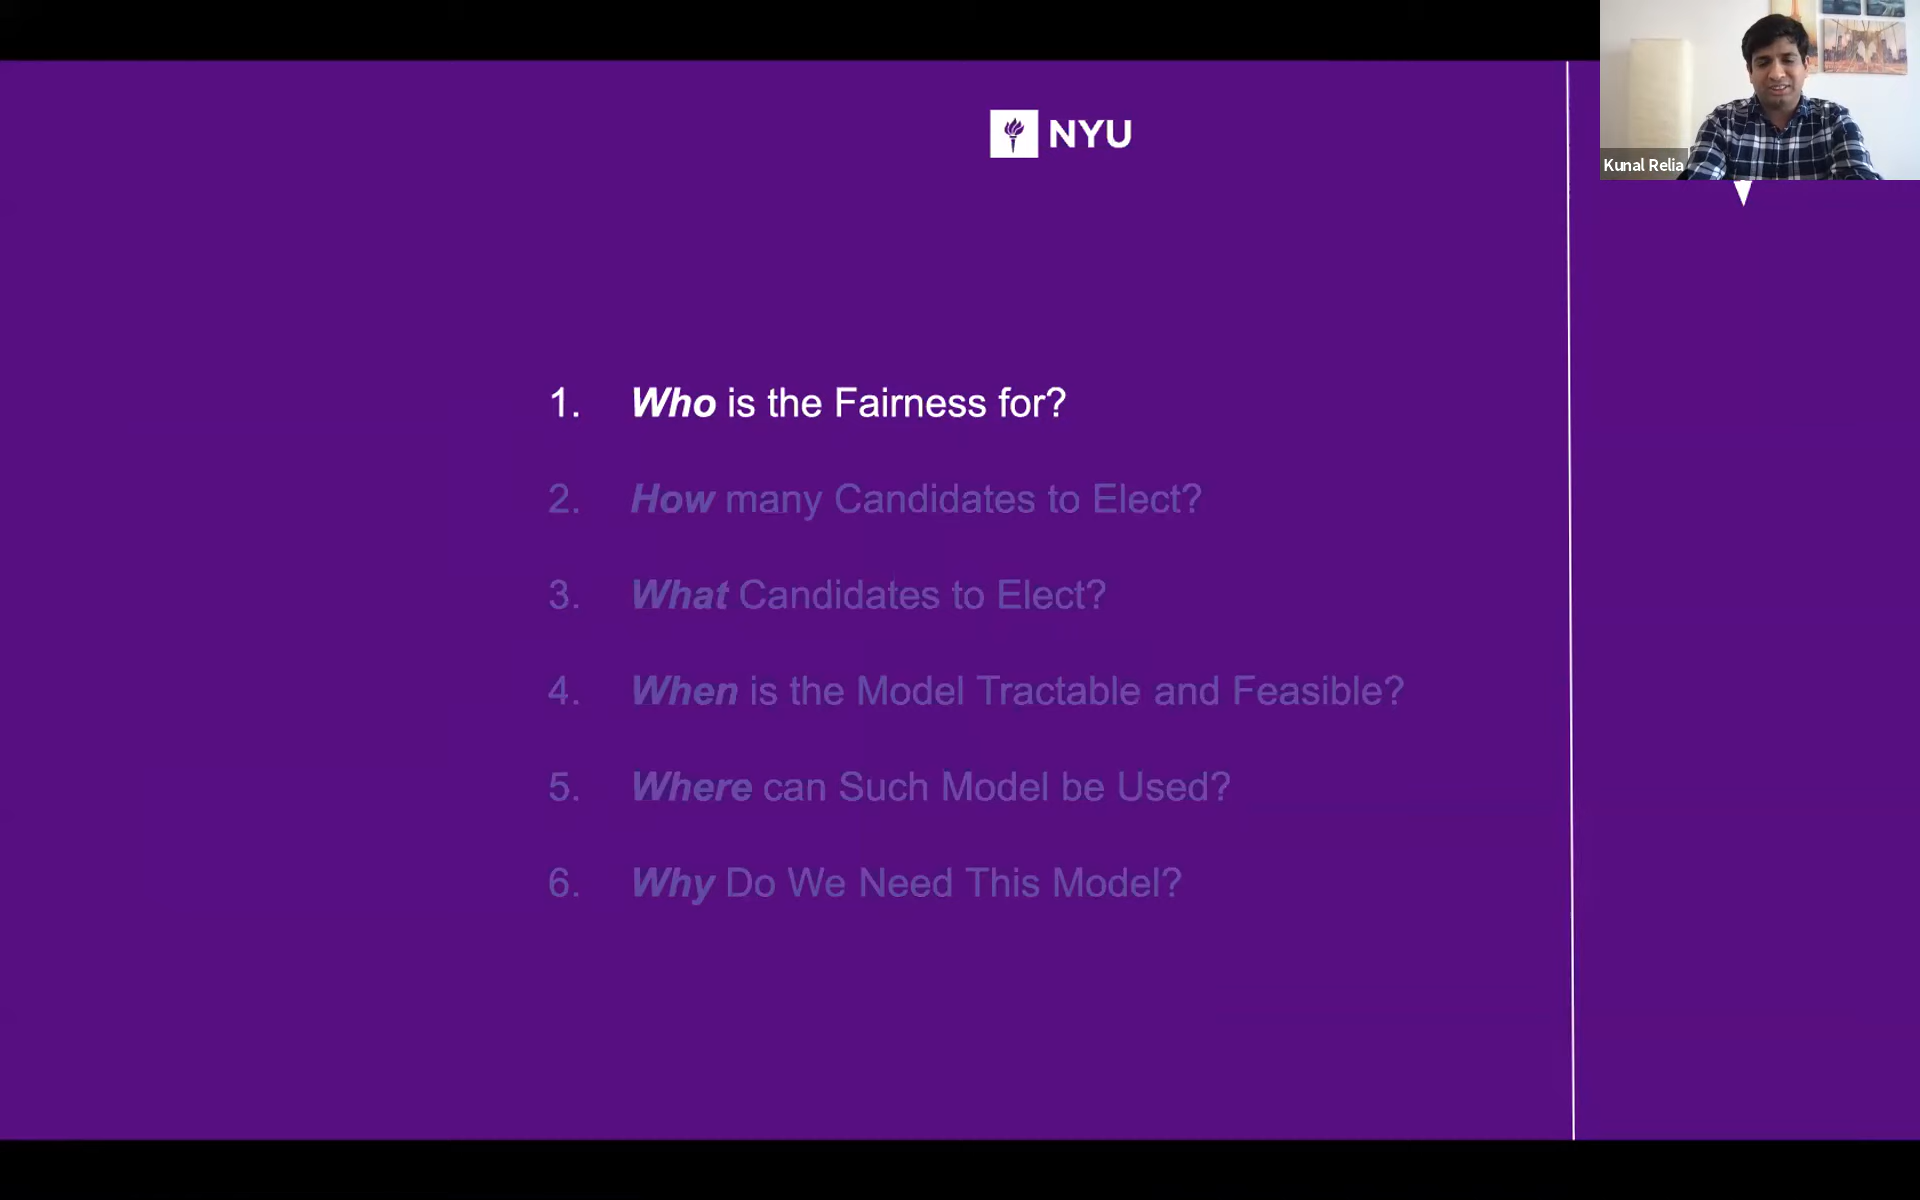 NYU
Kunal Relia
1. Who is the Fairness for?
2. How many Candidates to Elect?
3. What Candidates to Elect?
4. When is the Model Tractable and Feasible?
5. Where can Such Model be Used?
6. Why Do We Need This Model?